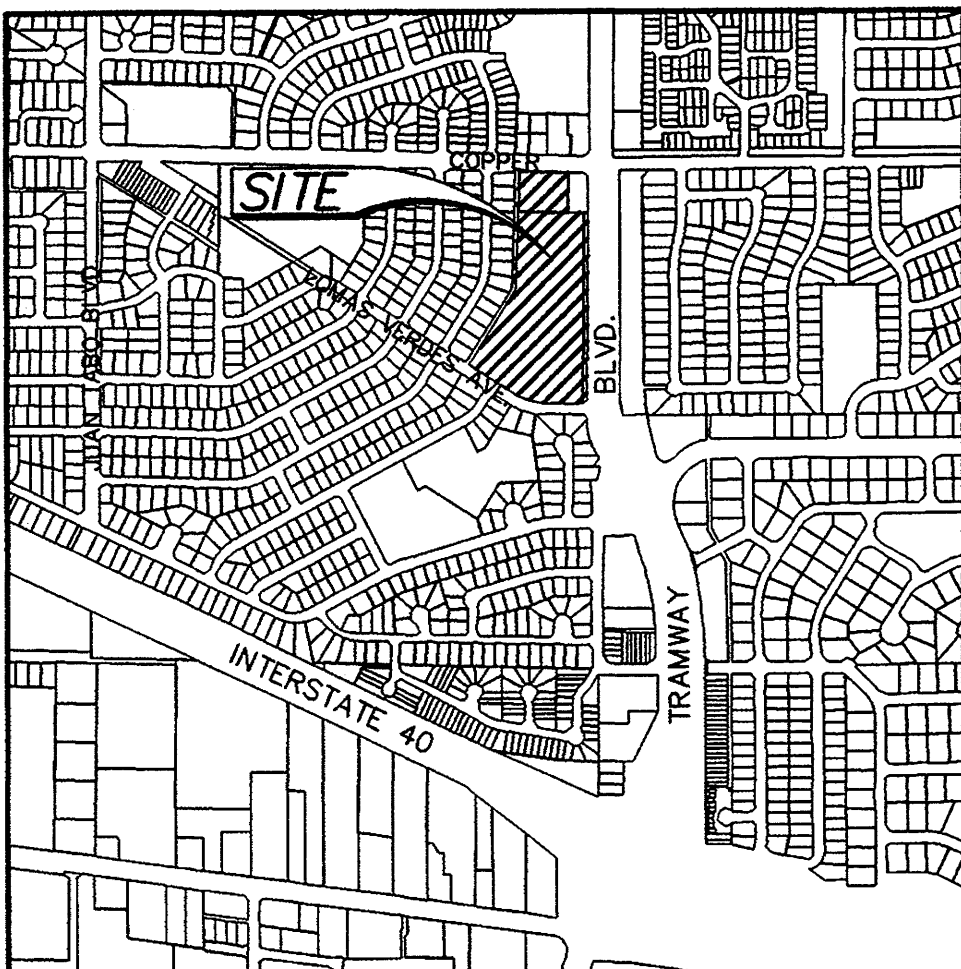 COPPER
SITE
LOMAS VERDES AVE.
JUAN TABO BLVD
BLVD.
TRAMWAY
INTERSTATE 40